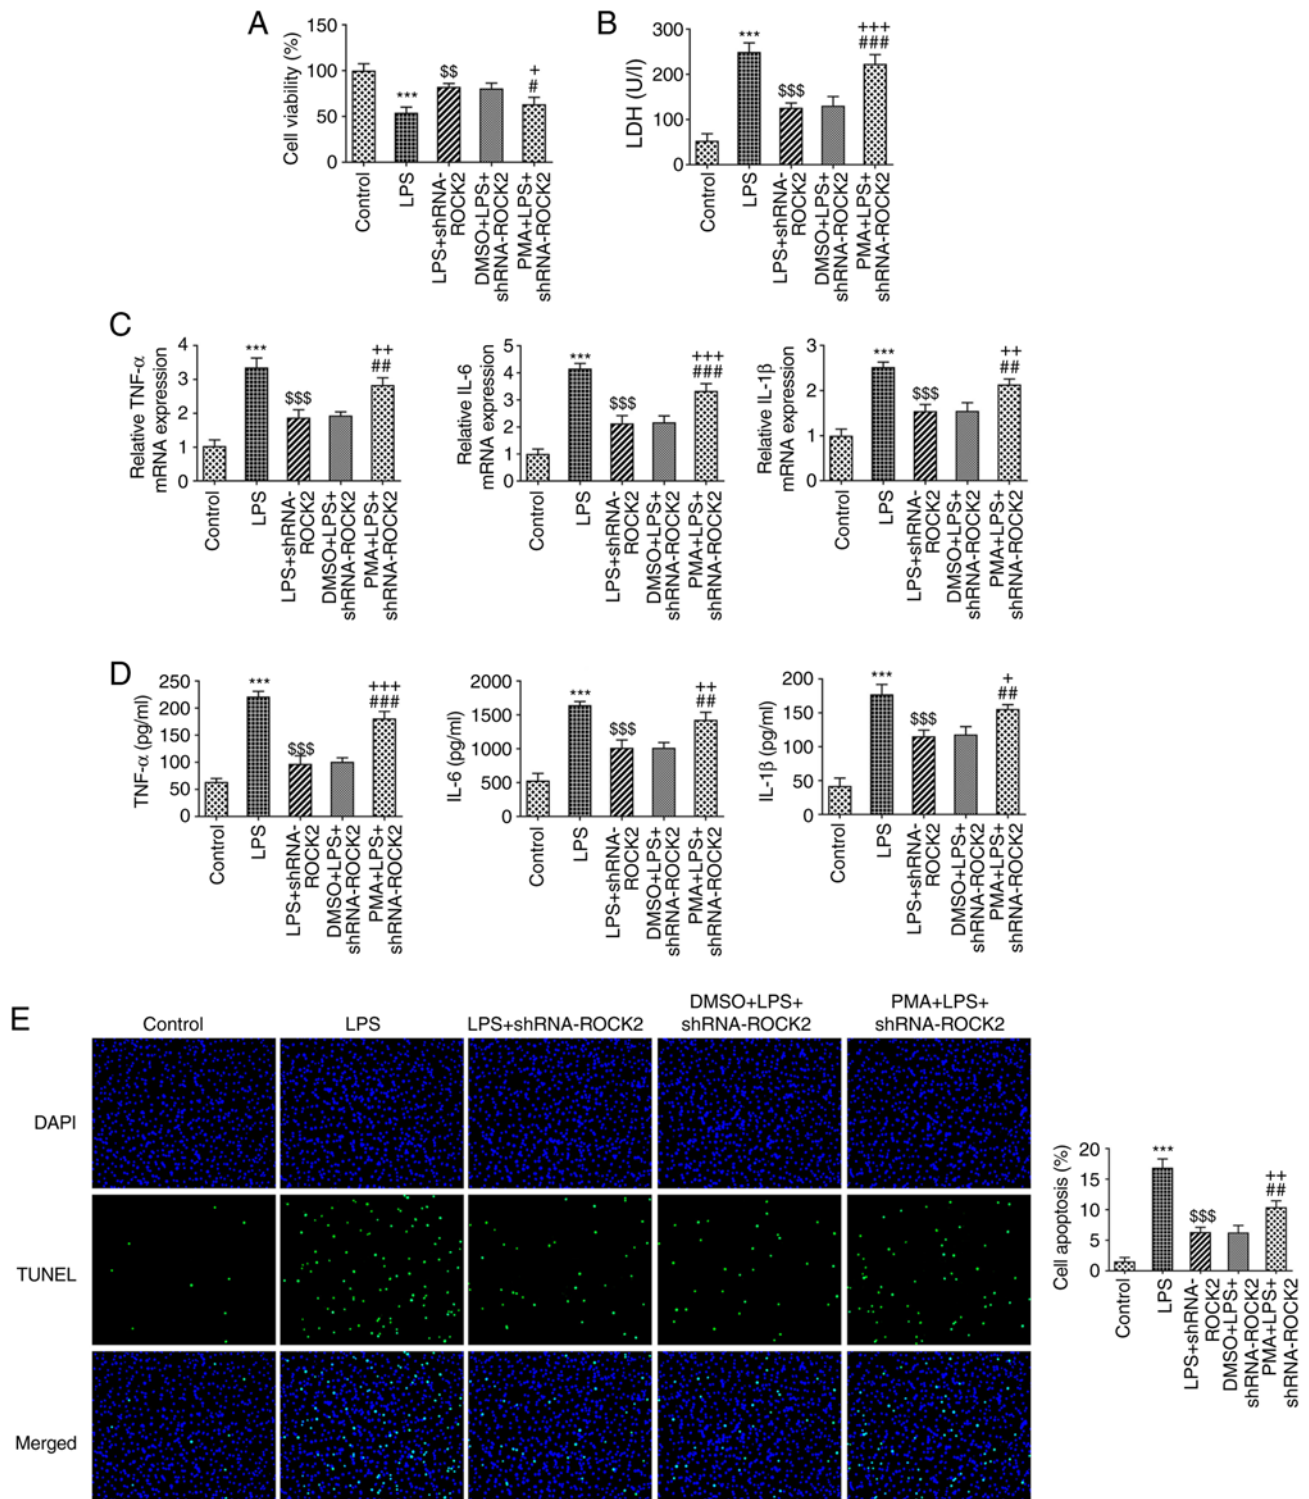 A
Cell viability (%)
150
100
50
0
***
$$
+
#
Control
LPS
LPS+shRNA-
ROCK2
DMSO+LPS+
shRNA-ROCK2
PMA+LPS+
shRNA-ROCK2
B
LDH (U/l)
300
200
100
0
***
$$$
+++
###
Control
LPS
LPS+shRNA-
ROCK2
DMSO+LPS+
shRNA-ROCK2
PMA+LPS+
shRNA-ROCK2
C
Relative TNF-α
mRNA expression
4
3
2
1
0
***
$$$
++
##
Control
LPS
LPS+shRNA-
ROCK2
DMSO+LPS+
shRNA-ROCK2
PMA+LPS+
shRNA-ROCK2
Relative IL-6
mRNA expression
5
4
3
2
1
0
***
$$$
+++
###
Control
LPS
LPS+shRNA-
ROCK2
DMSO+LPS+
shRNA-ROCK2
PMA+LPS+
shRNA-ROCK2
Relative IL-1β
mRNA expression
3
2
1
0
***
$$$
++
##
Control
LPS
LPS+shRNA-
ROCK2
DMSO+LPS+
shRNA-ROCK2
PMA+LPS+
shRNA-ROCK2
D
TNF-α (pg/ml)
250
200
150
100
50
0
***
$$$
+++
###
Control
LPS
LPS+shRNA-
ROCK2
DMSO+LPS+
shRNA-ROCK2
PMA+LPS+
shRNA-ROCK2
IL-6 (pg/ml)
2000
1500
1000
500
0
***
$$$
++
##
Control
LPS
LPS+shRNA-
ROCK2
DMSO+LPS+
shRNA-ROCK2
PMA+LPS+
shRNA-ROCK2
IL-1β (pg/ml)
200
150
100
50
0
***
$$$
+
##
Control
LPS
LPS+shRNA-
ROCK2
DMSO+LPS+
shRNA-ROCK2
PMA+LPS+
shRNA-ROCK2
E
Control
LPS
LPS+shRNA-ROCK2
DMSO+LPS+
shRNA-ROCK2
PMA+LPS+
shRNA-ROCK2
DAPI
TUNEL
Merged
Cell apoptosis (%)
20
15
10
5
0
***
$$$
++
##
Control
LPS
LPS+shRNA-
ROCK2
DMSO+LPS+
shRNA-ROCK2
PMA+LPS+
shRNA-ROCK2